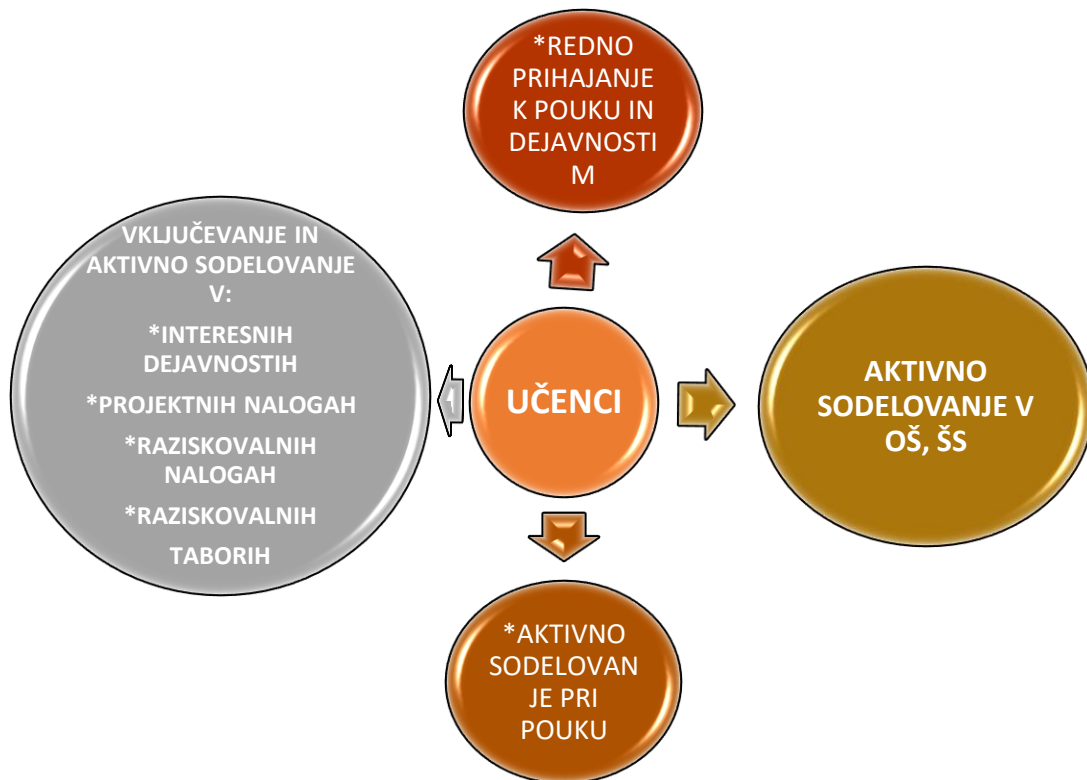 *REDNO
PRIHAJANJE
K POUKU IN
DEJAVNOSTI
M
VKLJUČEVANJE IN
AKTIVNO SODELOVANJE
V:
*INTERESNIH
DEJAVNOSTIH
*PROJEKTNIH NALOGAH
*RAZISKOVALNIH
NALOGAH
*RAZISKOVALNIH
TABORIH
UČENCI
AKTIVNO
SODELOVANJE V
OŠ, ŠS
*AKTIVNO
SODELOVAN
JE PRI
POUKU